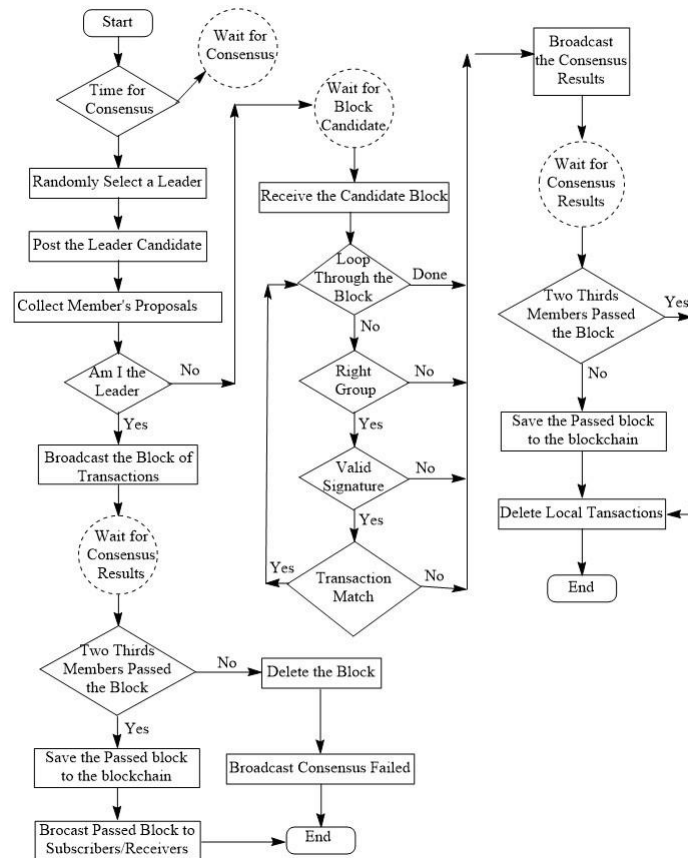 Start
Wait for
Consensus
Time for
Consensus
Randomly Select a Leader
Post the Leader Candidate
Collect Member's Proposals
Am I the
Leader
No
Yes
Broadcast the Block of
Transactions
Wait for
Consensus
Results
Two Thirds
Members Passed
the Block
No
Yes
Delete the Block
Save the Passed block
to the blockchain
Broadcast Consensus Failed
Brocast Passed Block to
Subscribers/Receivers
End
Wait for
Block
Candidate
Receive the Candidate Block
Loop
Through the
Block
Done
No
Right
Group
No
Yes
Valid
Signature
No
Yes
Transaction
Match
Yes
No
Broadcast
the Consensus
Results
Wait for
Consensus
Results
Two Thirds
Members Passed
the Block
Yes
No
Save the Passed block
to the blockchain
Delete Local Tansactions
End